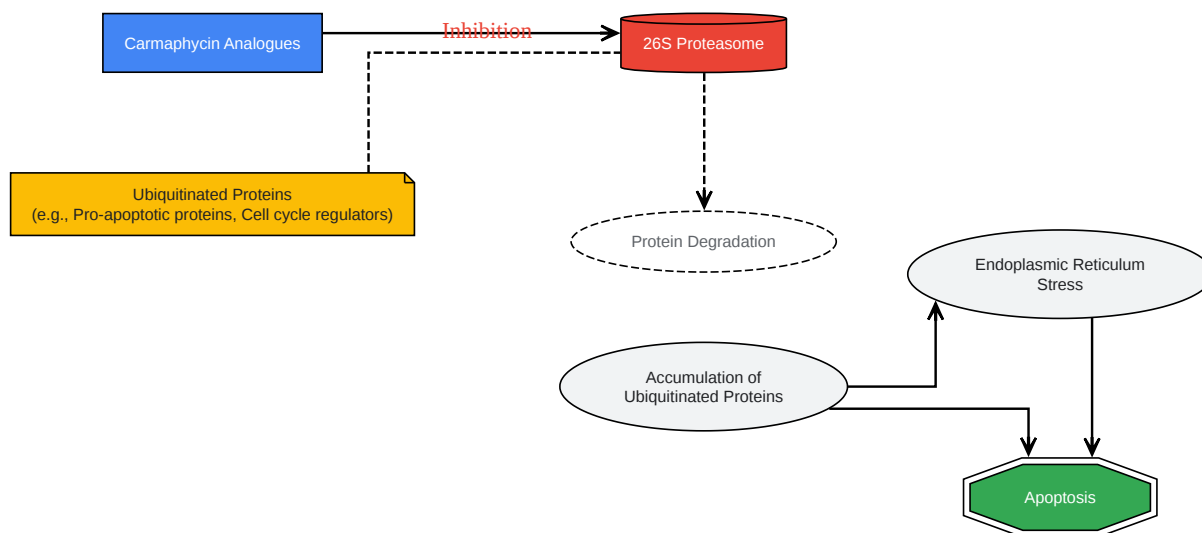 Carmaphycin Analogues
Inhibition
26S Proteasome
Ubiquitinated Proteins
(e.g., Pro-apoptotic proteins, Cell cycle regulators)
Protein Degradation
Endoplasmic Reticulum
Stress
Accumulation of
Ubiquitinated Proteins
Apoptosis